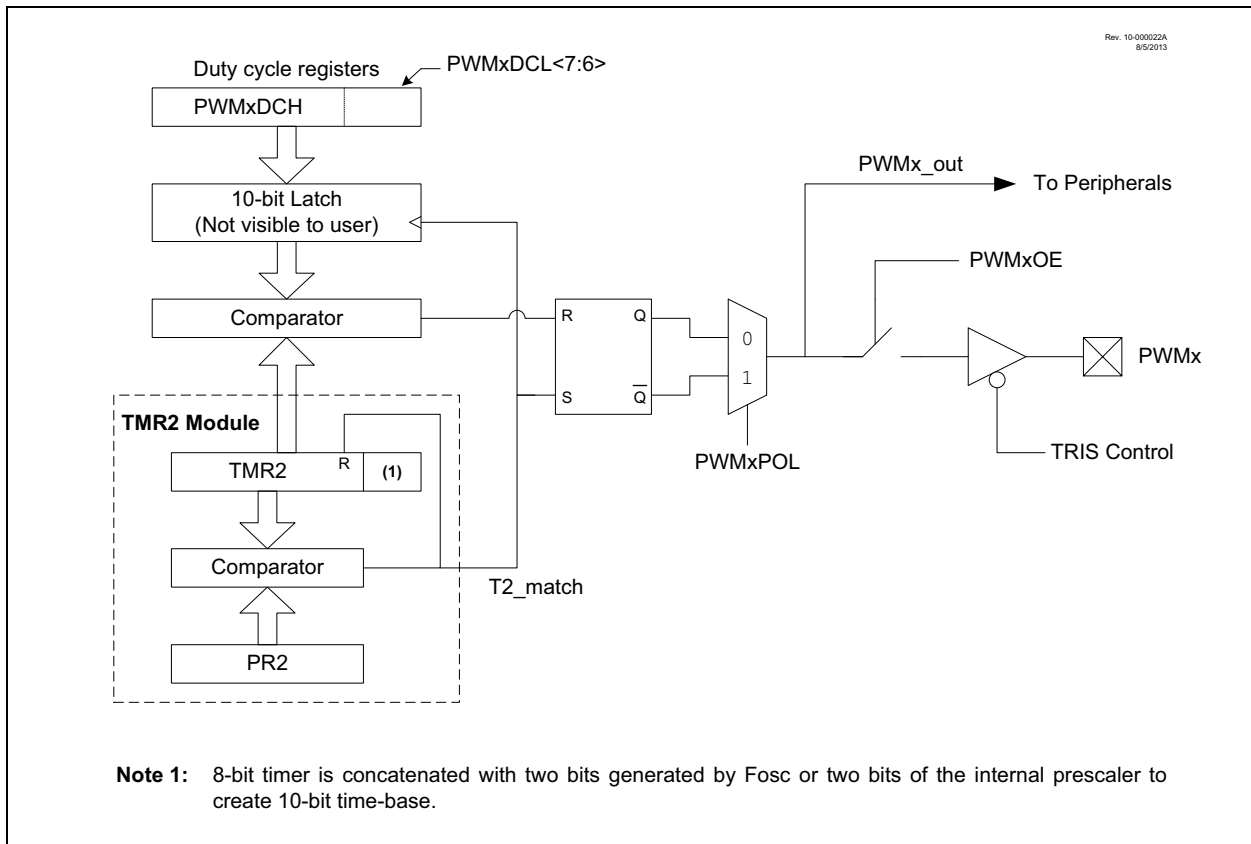 Rev. 10-000022A
8/5/2013
Duty cycle registers
PWMxDCL<7:6>
PWMxDCH
10-bit Latch
(Not visible to user)
Comparator
PWMx_out
To Peripherals
PWMxOE
R
Q
S
Q̅
0
1
PWMxPOL
PWMx
TRIS Control
TMR2 Module
R
TMR2
(1)
Comparator
T2_match
PR2
Note 1: 8-bit timer is concatenated with two bits generated by Fosc or two bits of the internal prescaler to
create 10-bit time-base.